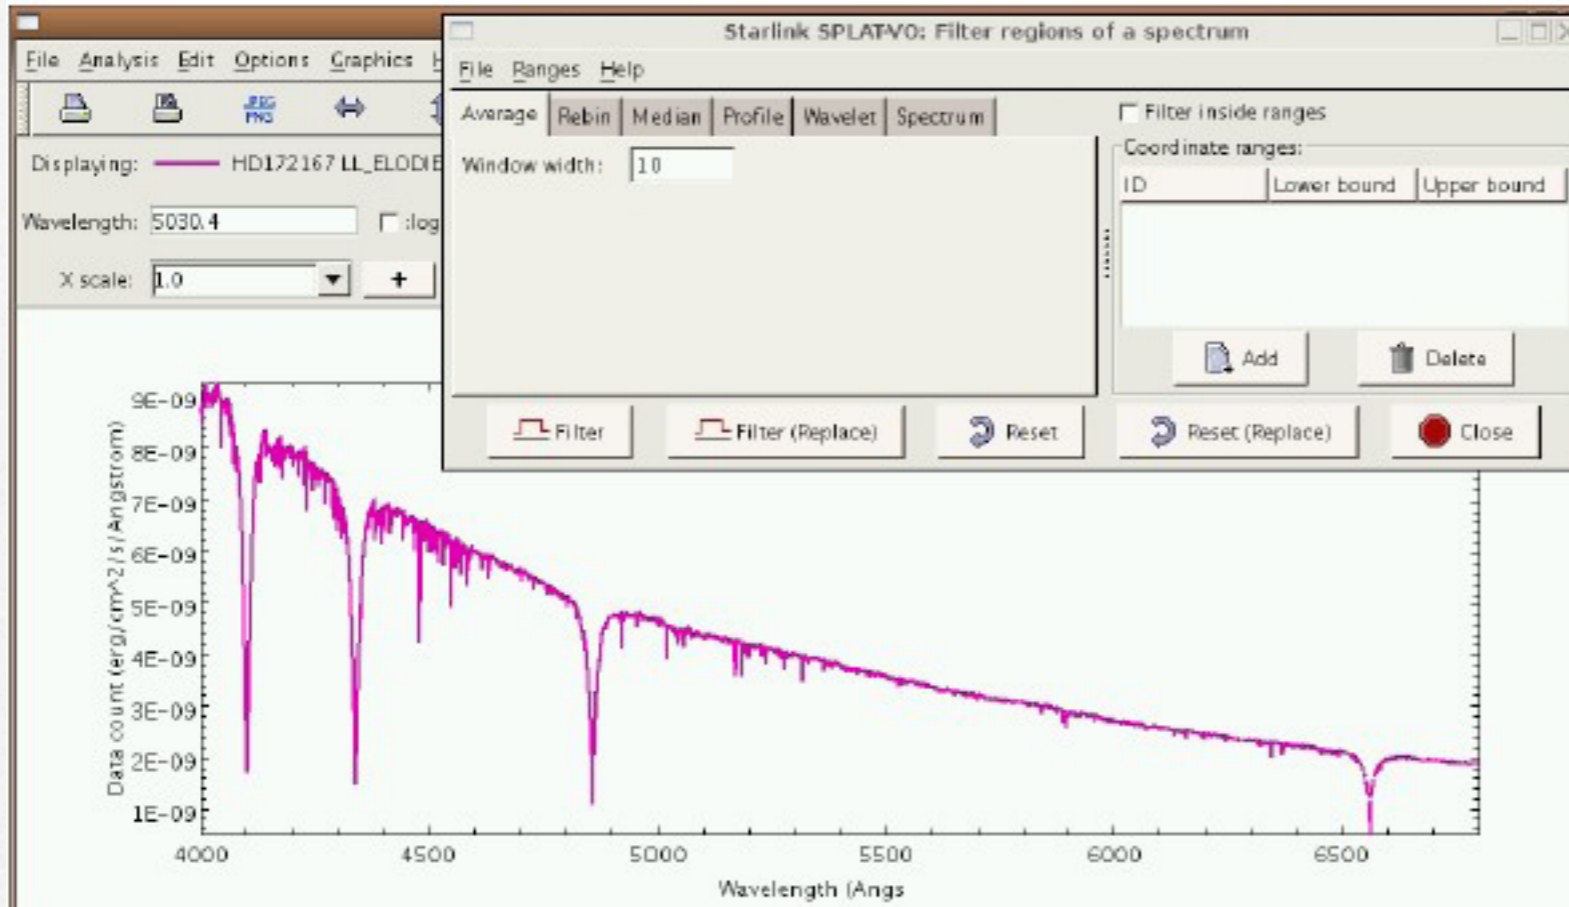 Starlink SPLAT-VO: Filter regions of a spectrum
File Analysis Edit Options Graphics
File Ranges Help
JPEG
PNG
Average Rebin Median Profile Wavelet Spectrum
Filter inside ranges
Coordinate ranges:
ID Lower bound Upper bound
Displaying: HD172167 LL_ELODIE
Window width: 10
Wavelength: 5030.4 :log
X scale: 1.0 +
Add Delete
Filter Filter (Replace) Reset Reset (Replace) Close
Data count (erg/cm^2/s/Angstrom)
9E-09
8E-09
7E-09
6E-09
5E-09
4E-09
3E-09
2E-09
1E-09
4000 4500 5000 5500 6000 6500
Wavelength (Angs